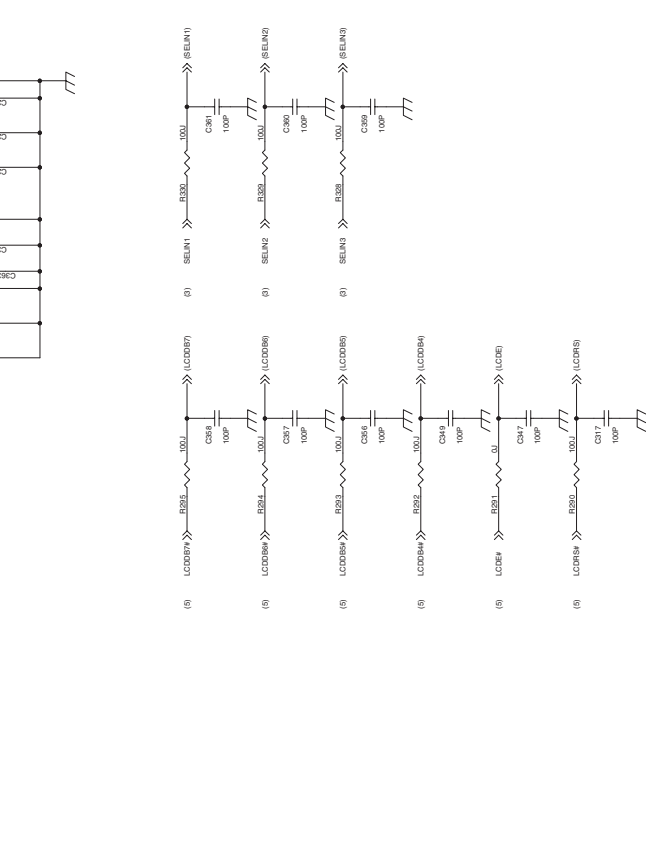 (SELIN1)
100J
C361
100P
R330
SELIN1
(3)
(SELIN2)
100J
C360
100P
R329
SELIN2
(3)
(SELIN3)
100J
C359
100P
R328
SELIN3
(3)
(LCDDB7)
100J
C358
100P
R295
LCDDB7#
(5)
(LCDDB6)
100J
C357
100P
R294
LCDDB6#
(5)
(LCDDB5)
100J
C356
100P
R293
LCDDB5#
(5)
(LCDDB4)
100J
C349
100P
R292
LCDDB4#
(5)
(LCDE)
0J
C347
100P
R291
LCDE#
(5)
(LCDRS)
100J
C317
100P
R290
LCDRS#
(5)